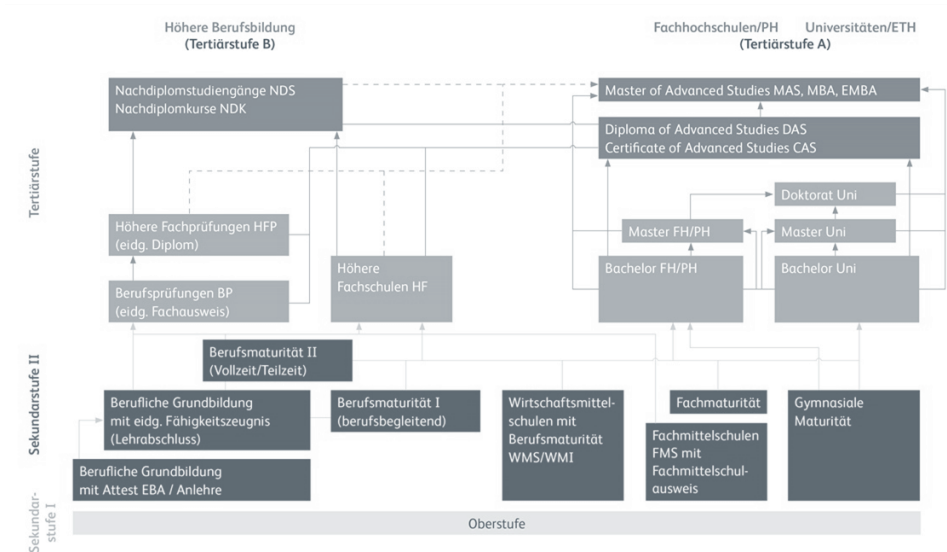 Höhere Berufsbildung
(Tertiärstufe B)
Fachhochschulen/PH
Universitäten/ETH
(Tertiärstufe A)
Tertiärstufe
Nachdiplomstudiengänge NDS
Nachdiplomkurse NDK
Master of Advanced Studies MAS, MBA, EMBA
Diploma of Advanced Studies DAS
Certificate of Advanced Studies CAS
Doktorat Uni
Höhere Fachprüfungen HFP
(eidg. Diplom)
Master FH/PH
Master Uni
Höhere
Fachschulen HF
Bachelor FH/PH
Bachelor Uni
Berufsprüfungen BP
(eidg. Fachausweis)
Sekundarstufe II
Berufsmaturität II
(Vollzeit/Teilzeit)
Berufliche Grundbildung
mit eidg. Fähigkeitszeugnis
(Lehrabschluss)
Berufsmaturität I
(berufsbegleitend)
Wirtschaftsmittel-
schulen mit
Berufsmaturität
WMS/WMI
Fachmaturität
Gymnasiale
Maturität
Fachmittelschulen
FMS mit
Fachmittelschul-
ausweis
Berufliche Grundbildung
mit Attest EBA / Anlehre
Sekundar-
stufe I
Oberstufe